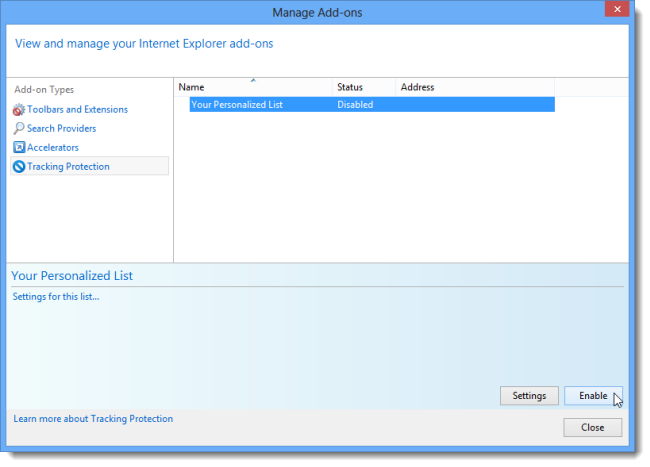 Manage Add-ons
View and manage your Internet Explorer add-ons
Add-on Types
Toolbars and Extensions
Search Providers
Accelerators
Tracking Protection
Name Status Address
Your Personalized List Disabled
Your Personalized List
Settings for this list...
Settings Enable
Learn more about Tracking Protection
Close